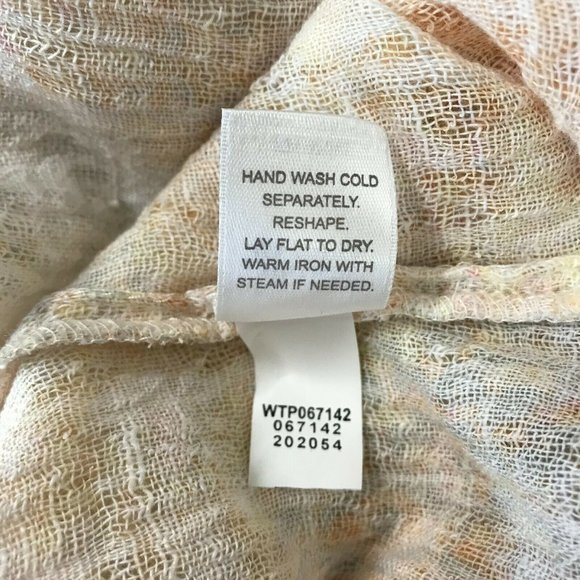 HAND WASH COLD
SEPARATELY.
RESHAPE.
LAY FLAT TO DRY.
WARM IRON WITH
STEAM IF NEEDED.
WTP067142
067142
202054